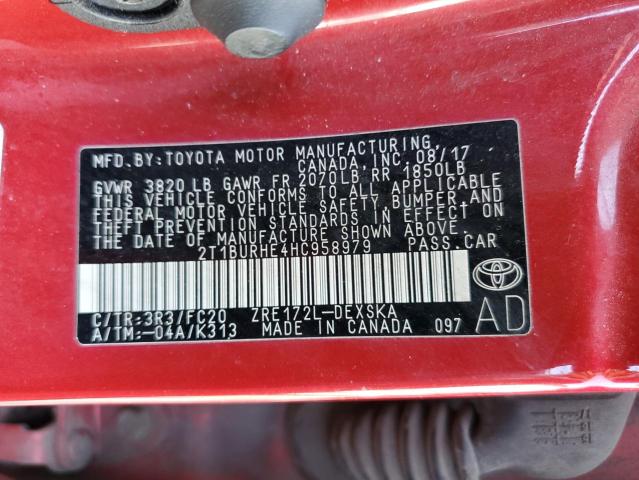 MFD.BY:TOYOTA MOTOR MANUFACTURING,
CANADA, INC. 08/17
GVWR 3820 LB GAWR FR 2070LB RR 1850LB
THIS VEHICLE CONFORMS TO ALL APPLICABLE
FEDERAL MOTOR VEHICLE SAFETY, BUMPER, AND
THEFT PREVENTION STANDARDS IN EFFECT ON
THE DATE OF MANUFACTURE SHOWN ABOVE.
2T1BURHE4HC958979 PASS.CAR
C/TR:3R3/FC20 ZRE172L-DEXSKA
A/TM:-04A/K313 MADE IN CANADA 097
AD